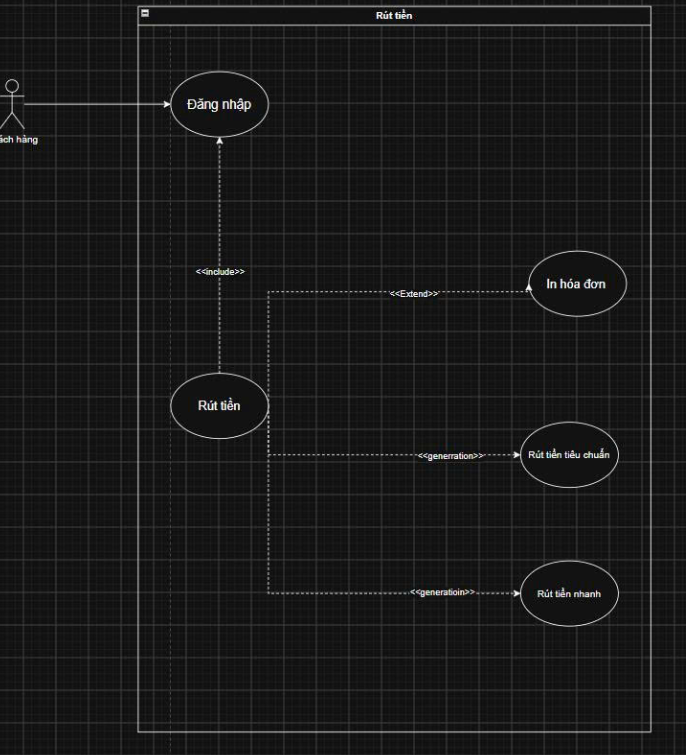 Rút tiền
Đăng nhập
ách hàng
<<include>>
In hóa đơn
<<Extend>>
Rút tiền
<<generration>>
Rút tiền tiêu chuẩn
<<generatioin>>
Rút tiền nhanh